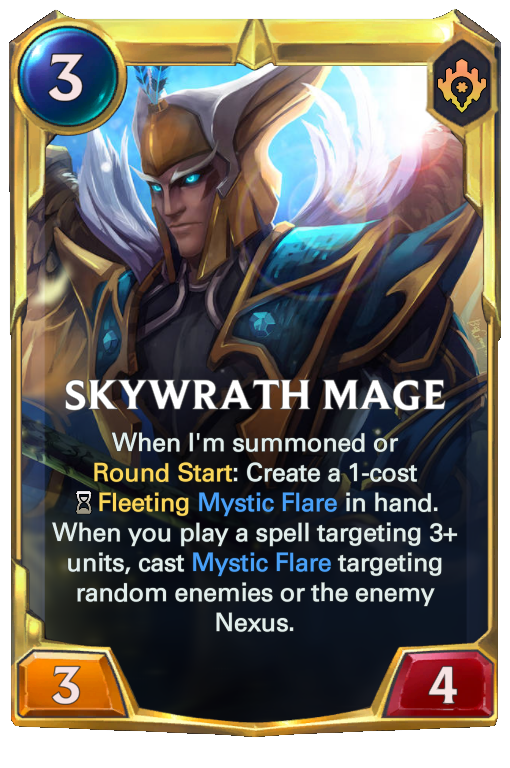 3
SKYWRATH MAGE
When I'm summoned or
Round Start: Create a 1-cost
Fleeting Mystic Flare in hand.
When you play a spell targeting 3+
units, cast Mystic Flare targeting
random enemies or the enemy
Nexus.
3
4